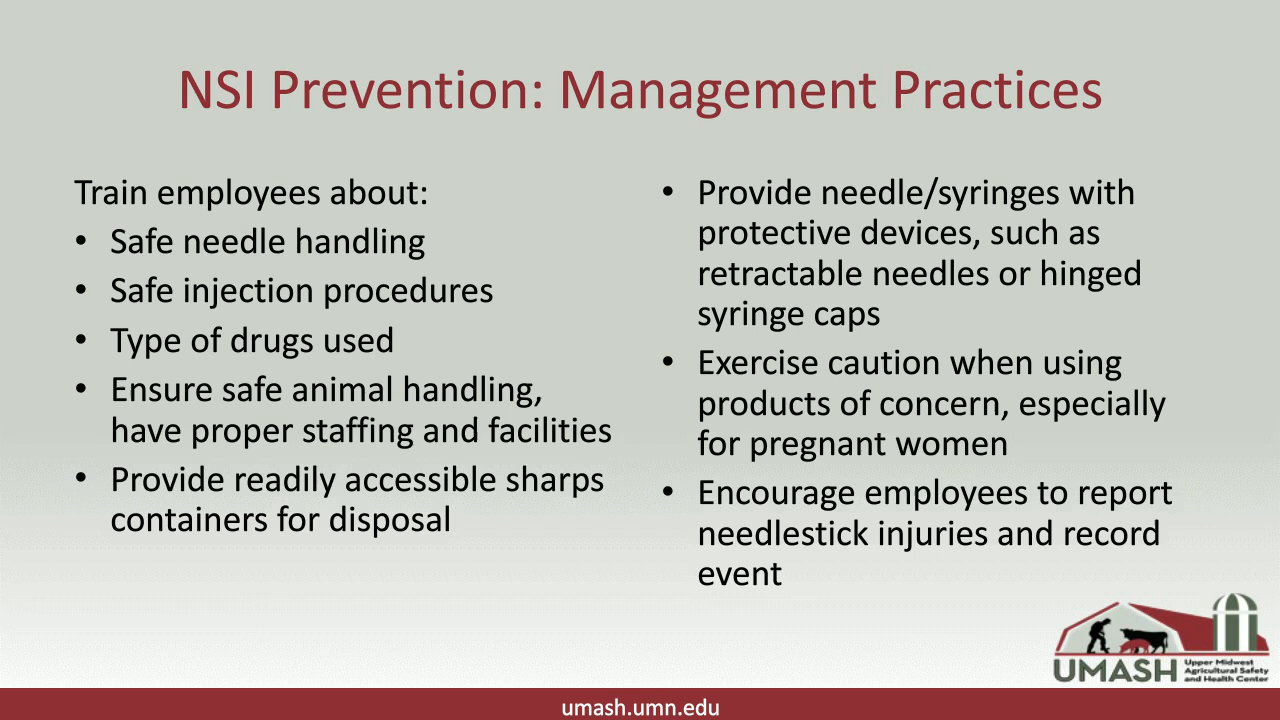 NSI Prevention: Management Practices
Train employees about:
• Safe needle handling
• Safe injection procedures
• Type of drugs used
• Ensure safe animal handling,
have proper staffing and facilities
• Provide readily accessible sharps
containers for disposal
• Provide needle/syringes with
protective devices, such as
retractable needles or hinged
syringe caps
• Exercise caution when using
products of concern, especially
for pregnant women
• Encourage employees to report
needlestick injuries and record
event
UMASH
Upper Midwest
Agricultural Safety
and Health Center
umash.umn.edu